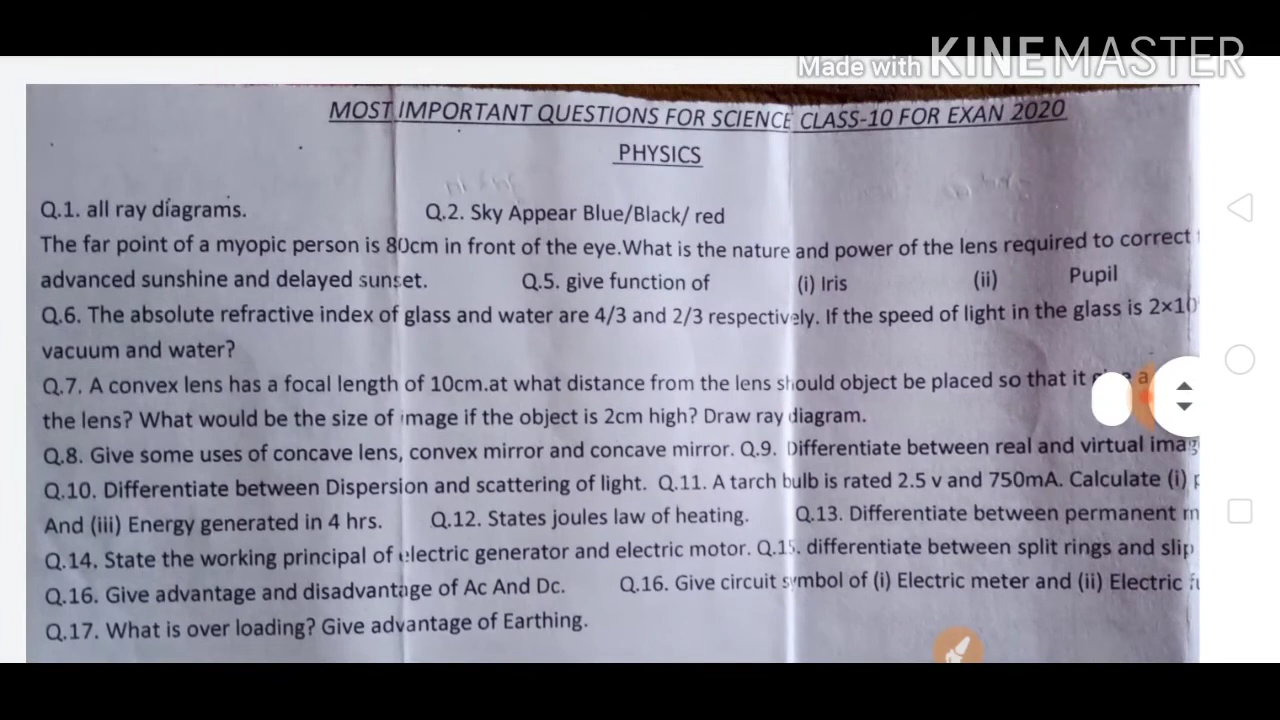 Made with KINEMASTER
MOST IMPORTANT QUESTIONS FOR SCIENCE CLASS-10 FOR EXAN 2020
PHYSICS
Q.1. all ray diagrams. Q.2. Sky Appear Blue/Black/ red
The far point of a myopic person is 80cm in front of the eye.What is the nature and power of the lens required to correct
advanced sunshine and delayed sunset. Q.5. give function of (i) Iris (ii) Pupil
Q.6. The absolute refractive index of glass and water are 4/3 and 2/3 respectively. If the speed of light in the glass is 2×10
vacuum and water?
Q.7. A convex lens has a focal length of 10cm.at what distance from the lens should object be placed so that it a
the lens? What would be the size of image if the object is 2cm high? Draw ray diagram.
Q.8. Give some uses of concave lens, convex mirror and concave mirror. Q.9. Differentiate between real and virtual imag
Q.10. Differentiate between Dispersion and scattering of light. Q.11. A tarch bulb is rated 2.5 v and 750mA. Calculate (i)
And (iii) Energy generated in 4 hrs. Q.12. States joules law of heating. Q.13. Differentiate between permanent m
Q.14. State the working principal of electric generator and electric motor. Q.15. differentiate between split rings and slip
Q.16. Give advantage and disadvantage of Ac And Dc. Q.16. Give circuit symbol of (i) Electric meter and (ii) Electric fu
Q.17. What is over loading? Give advantage of Earthing.